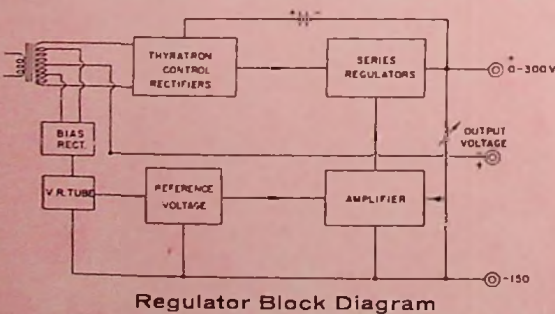 + -
THYRATRON
CONTROL
RECTIFIERS
SERIES
REGULATORS
+
0-300V
BIAS
RECT.
OUTPUT
VOLTAGE
-
+
V.R. TUBE
REFERENCE
VOLTAGE
AMPLIFIER
-150
Regulator Block Diagram